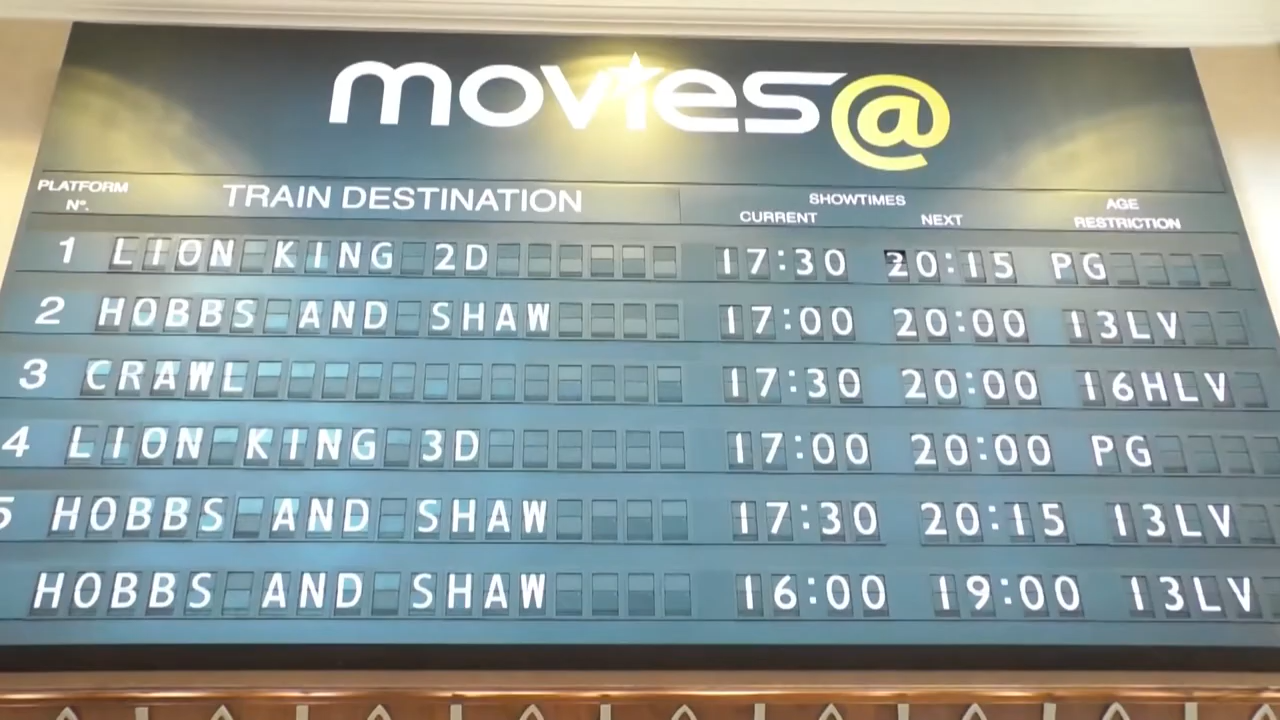 movies@
PLATFORM Nº. TRAIN DESTINATION SHOWTIMES CURRENT NEXT AGE RESTRICTION
1 LION KING 2D 17:30 20:15 PG
2 HOBBS AND SHAW 17:00 20:00 13LV
3 CRAWL 17:30 20:00 16HLV
4 LION KING 3D 17:00 20:00 PG
5 HOBBS AND SHAW 17:30 20:15 13LV
HOBBS AND SHAW 16:00 19:00 13LV